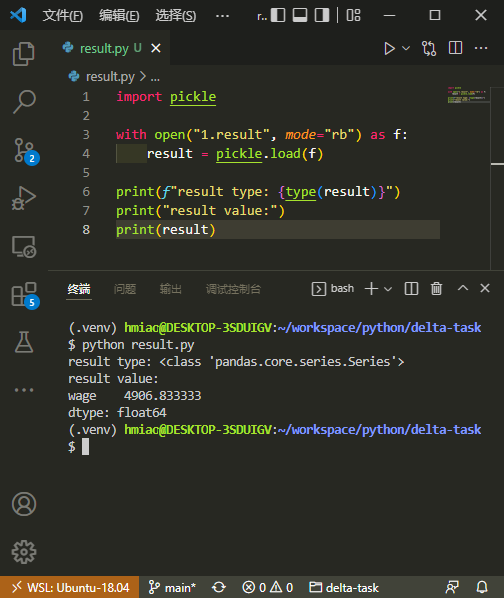 文件(F) 编辑(E) 选择(S) ··· r..
result.py U
result.py > ...
1 import pickle
2
3 with open("1.result", mode="rb") as f:
4     result = pickle.load(f)
5
6 print(f"result type: {type(result)}")
7 print("result value:")
8 print(result)
2
5
终端 问题 输出 调试控制台 bash
(.venv) hmiaq@DESKTOP-3SDUIGV:~/workspace/python/delta-task
$ python result.py
result type: <class 'pandas.core.series.Series'>
result value:
wage    4906.833333
dtype: float64
(.venv) hmiaq@DESKTOP-3SDUIGV:~/workspace/python/delta-task
$
WSL: Ubuntu-18.04 main* 0 0 delta-task